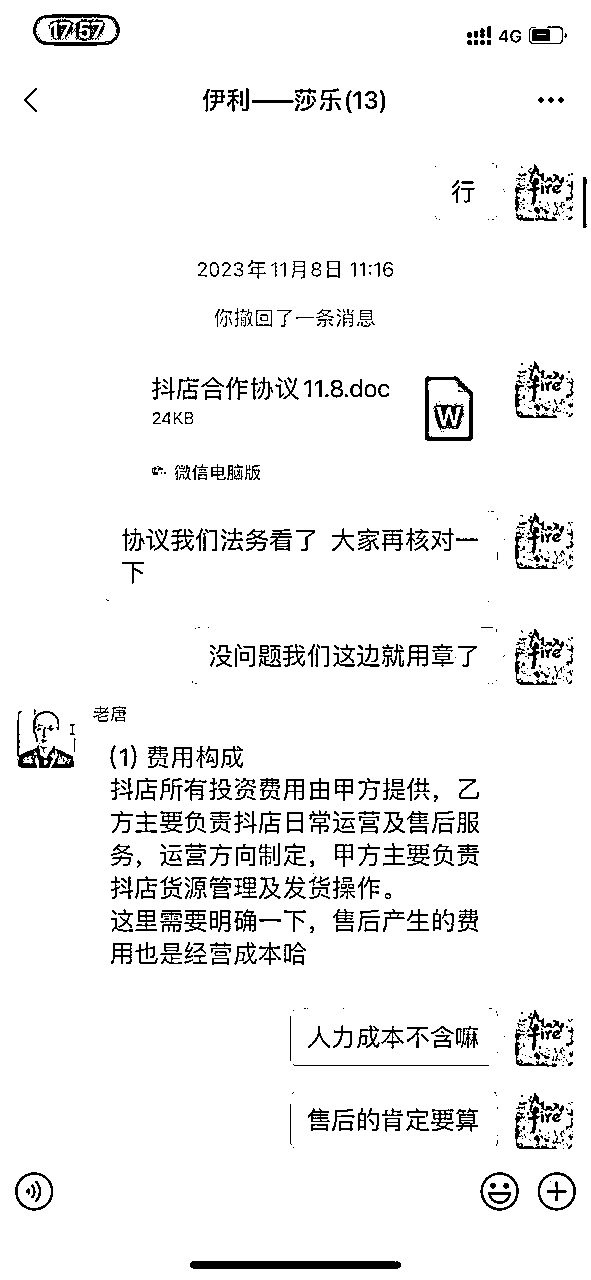 17:57
4G
伊利——莎乐(13)
行
2023年11月8日 11:16
你撤回了一条消息
抖店合作协议11.8.doc
24KB
W
微信电脑版
协议我们法务看了 大家再核对一
下
没问题我们这边就用章了
老唐
(1) 费用构成
抖店所有投资费用由甲方提供，乙
方主要负责抖店日常运营及售后服
务，运营方向制定，甲方主要负责
抖店货源管理及发货操作。
这里需要明确一下，售后产生的费
用也是经营成本哈
人力成本不含嘛
售后的肯定要算